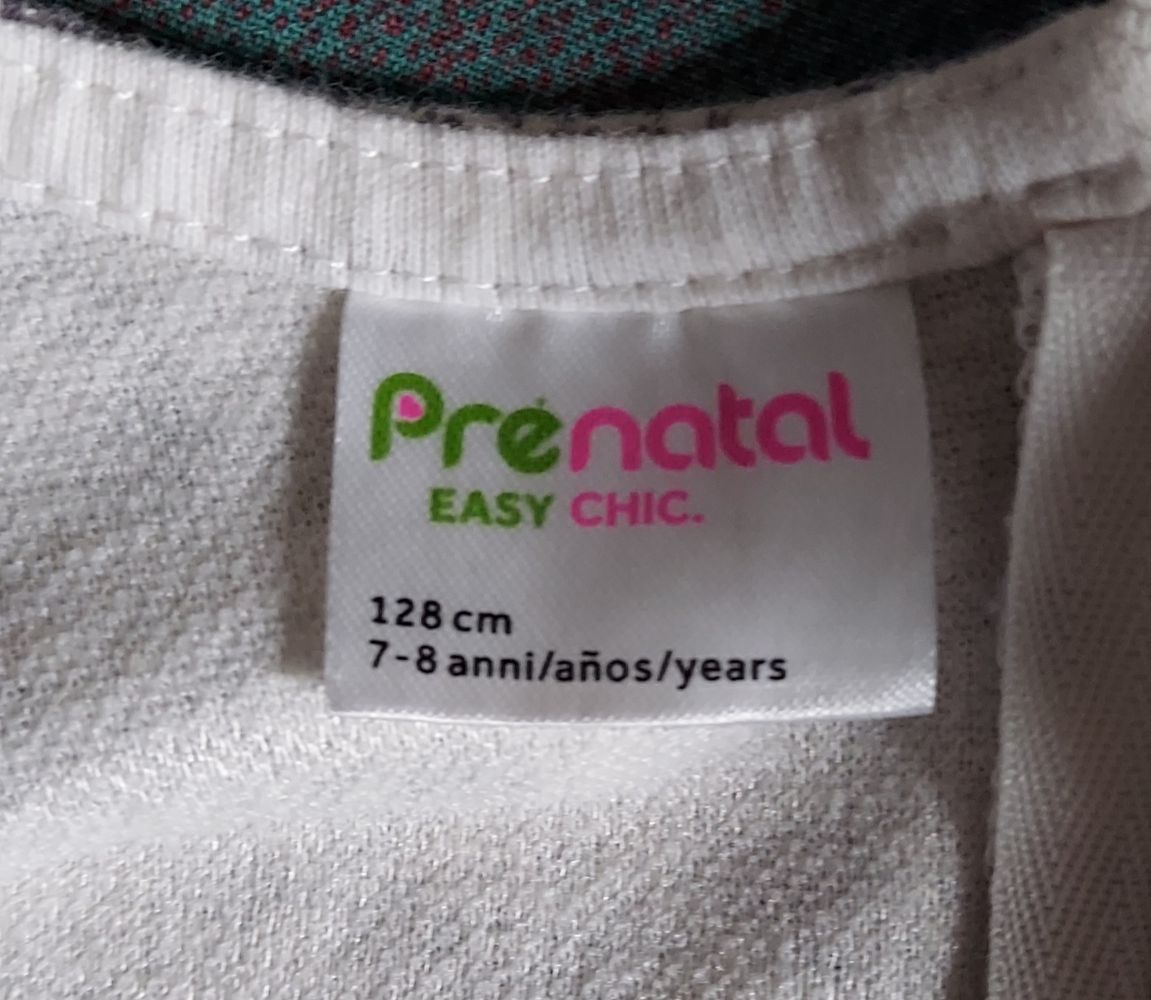 Prénatal
EASY CHIC.
128 cm
7-8 anni/años/years